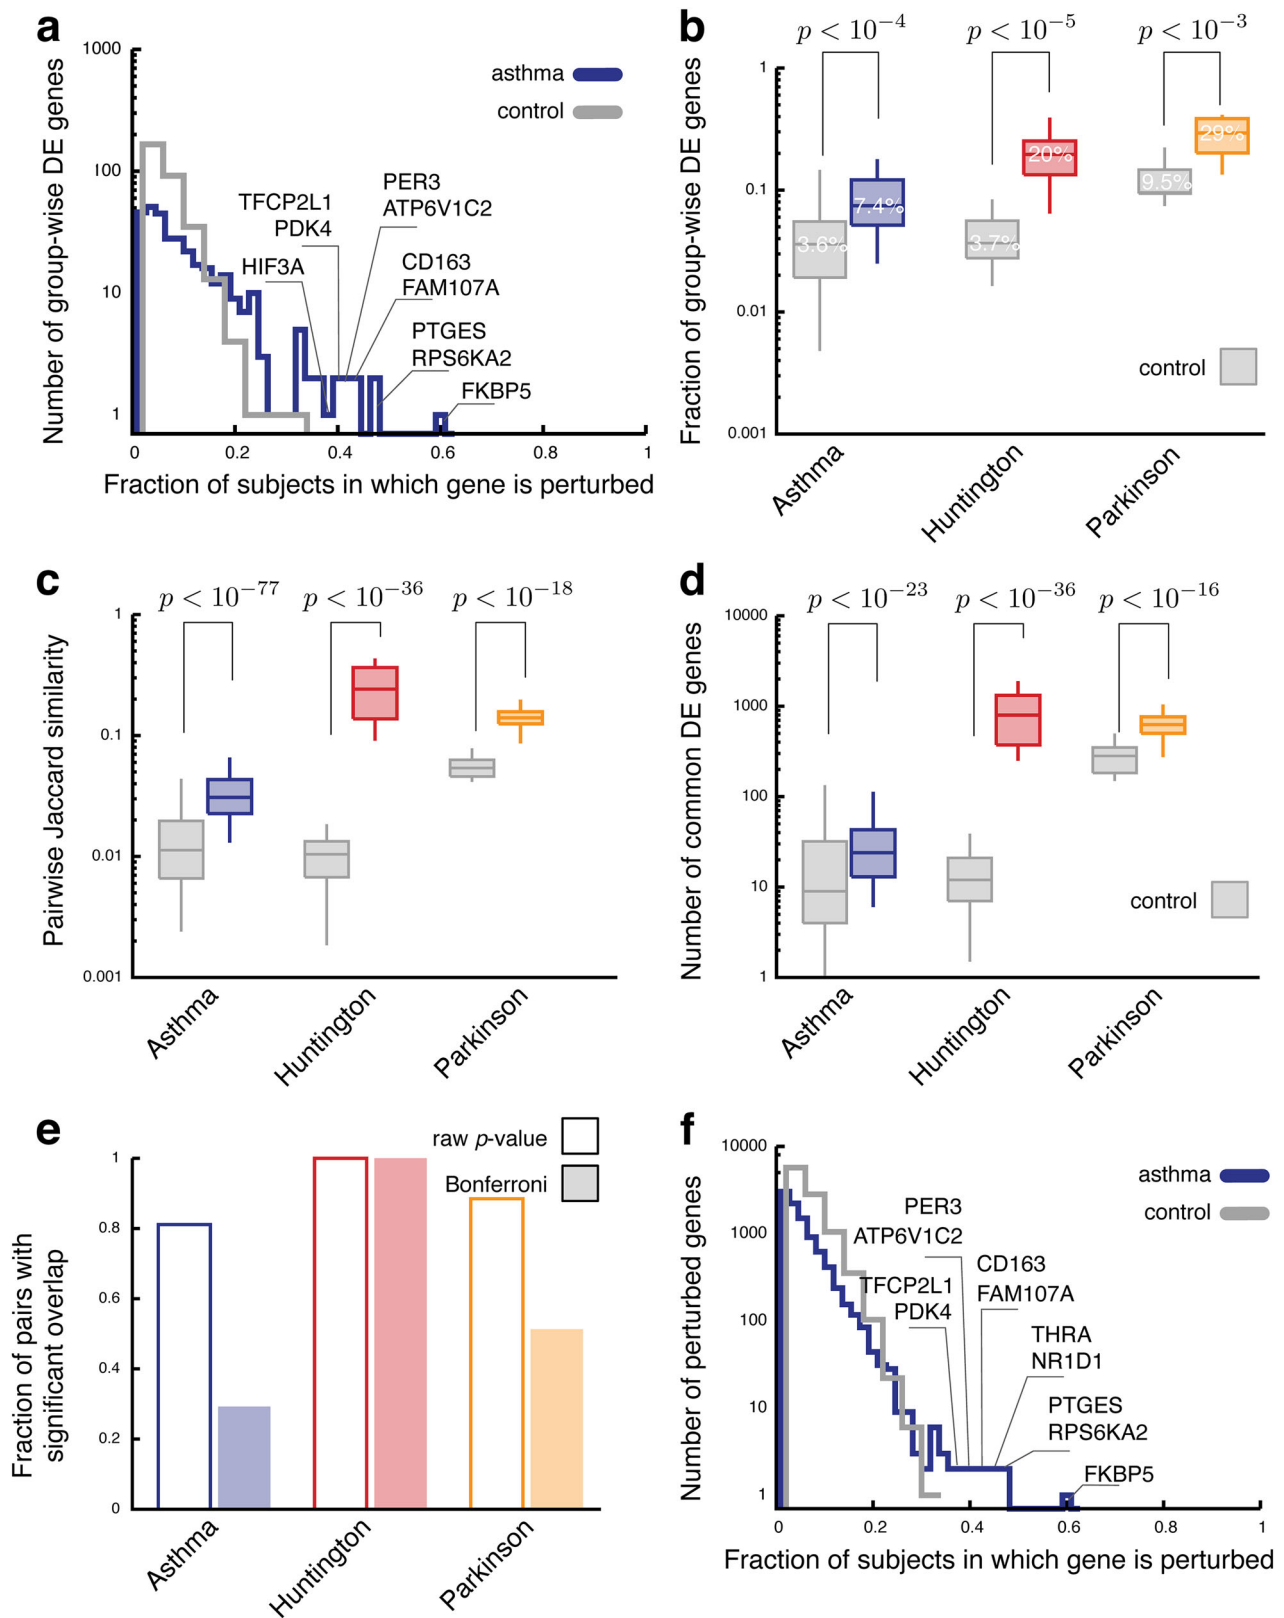 a
1000
100
10
1
Number of group-wise DE genes
asthma
control
TFCP2L1
PDK4
HIF3A
PER3
ATP6V1C2
CD163
FAM107A
PTGES
RPS6KA2
FKBP5
0 0.2 0.4 0.6 0.8 1
Fraction of subjects in which gene is perturbed
b
p < 10−4 p < 10−5 p < 10−3
1
0.1
0.01
0.001
Fraction of group-wise DE genes
3.6% 7.4% 3.7% 20% 9.5% 29%
control
Asthma Huntington Parkinson
c
p < 10−77 p < 10−36 p < 10−18
1
0.1
0.01
0.001
Pairwise Jaccard similarity
Asthma Huntington Parkinson
d
p < 10−23 p < 10−36 p < 10−16
10000
1000
100
10
1
Number of common DE genes
control
Asthma Huntington Parkinson
e
raw p-value
Bonferroni
1
0.8
0.6
0.4
0.2
0
Fraction of pairs with
significant overlap
Asthma Huntington Parkinson
f
10000
1000
100
10
1
Number of perturbed genes
asthma
control
PER3
ATP6V1C2
TFCP2L1
PDK4
CD163
FAM107A
THRA
NR1D1
PTGES
RPS6KA2
FKBP5
0 0.2 0.4 0.6 0.8 1
Fraction of subjects in which gene is perturbed